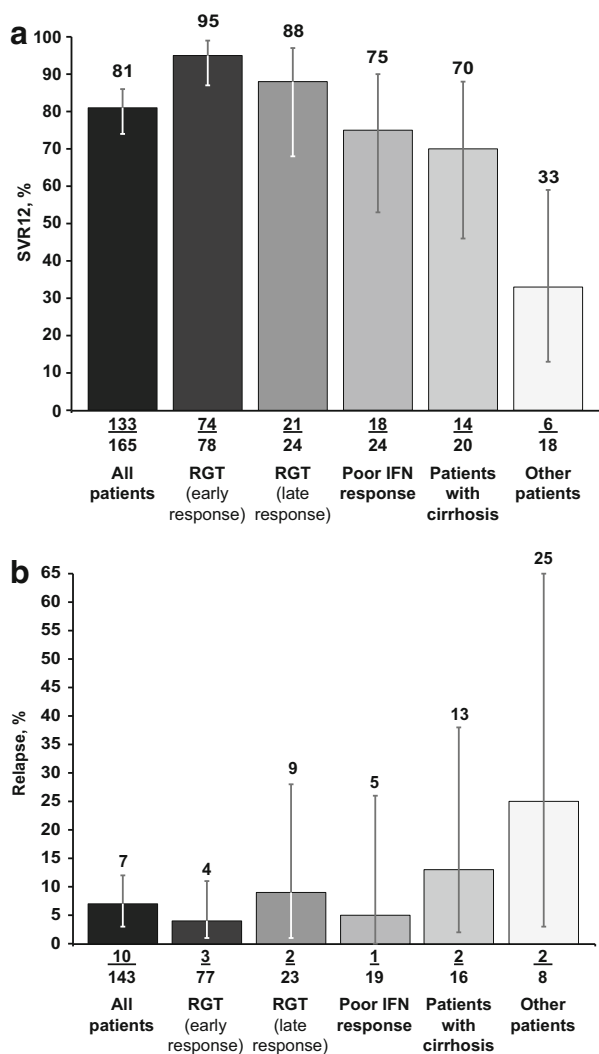 a
95
88
81
75
70
33
100
90
80
70
60
50
40
30
20
10
0
SVR12, %
133 74 21 18 14 6
165 78 24 24 20 18
All RGT RGT Poor IFN Patients Other
patients (early (late response with patients
response) response) cirrhosis
b
25
13
9
7
4
5
65
60
55
50
45
40
35
30
25
20
15
10
5
0
Relapse, %
10 3 2 1 2 2
143 77 23 19 16 8
All RGT RGT Poor IFN Patients Other
patients (early (late response with patients
response) response) cirrhosis